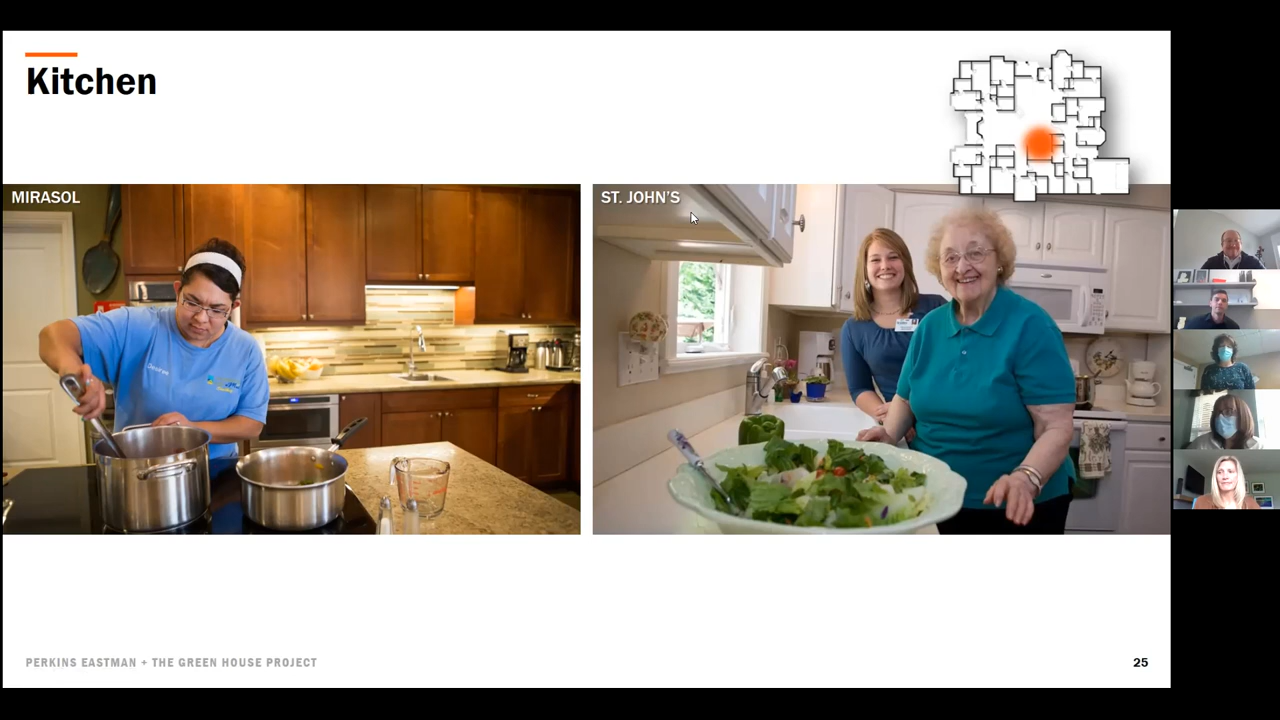 Kitchen
MIRASOL
ST. JOHN'S
PERKINS EASTMAN + THE GREEN HOUSE PROJECT
25